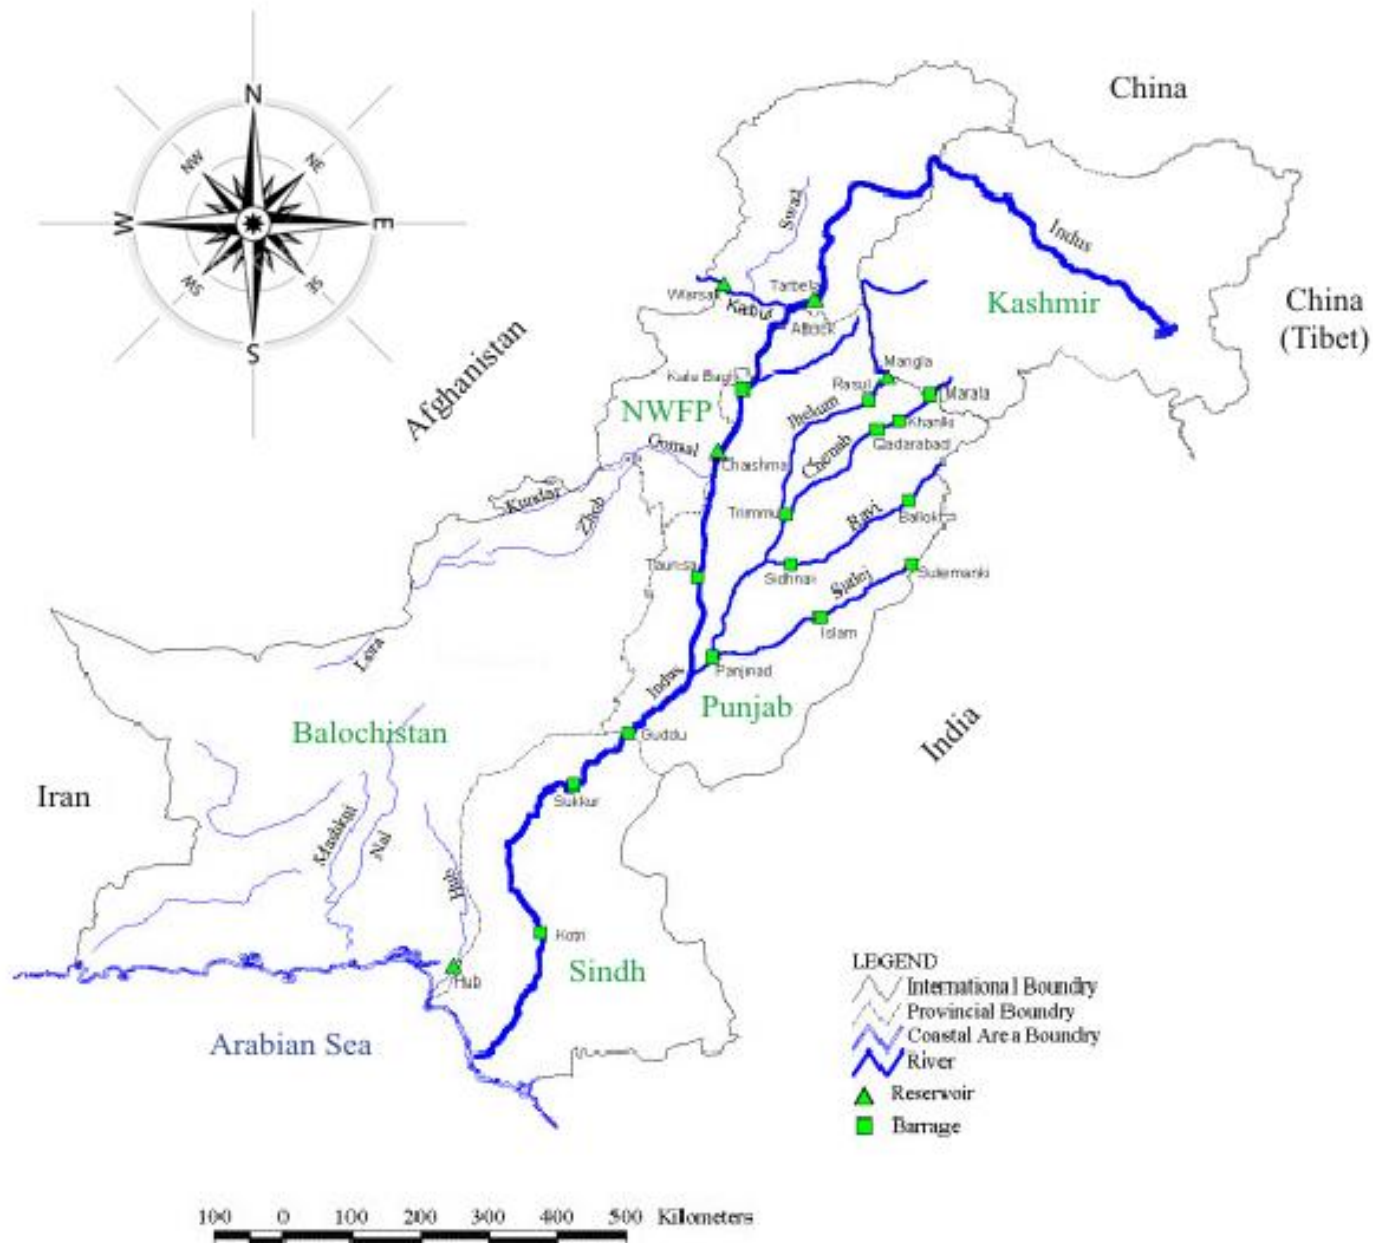 N
NW
NE
W
E
SW
SE
S
China
Swat
Indus
Warsak
Tarbela
Kabul
Attock
Kashmir
China
(Tibet)
Afghanistan
Kala Bagh
Mangla
Rasul
Marala
NWFP
Jhelum
Khanki
Qadarabad
Chenab
Gomal
Chashma
Kundar
Zhob
Trimmu
Ravi
Balloki
Taunsa
Sidhnai
Sutlej
Sulemanki
Islam
Lora
Indus
Panjnad
Punjab
Balochistan
Guddu
India
Iran
Sukkur
Mashkai
Nal
Hub
Kotri
Sindh
Hub
Arabian Sea
LEGEND
International Boundry
Provincial Boundry
Coastal Area Boundry
River
Reservoir
Barrage
100 0 100 200 300 400 500 Kilometers